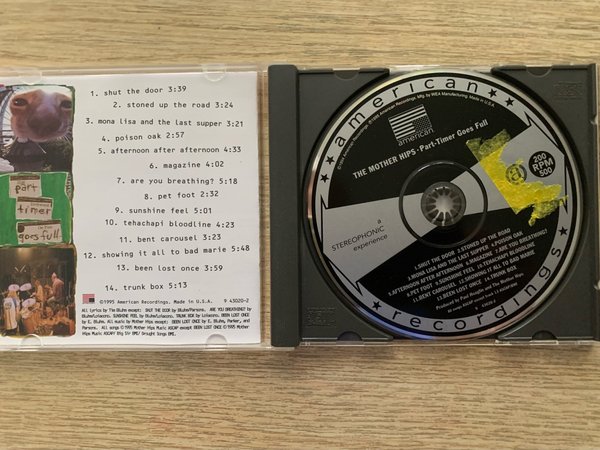 part
timer
goes full
1. shut the door 3:39
2. stoned up the road 3:24
3. mona lisa and the last supper 3:21
4. poison oak 2:57
5. afternoon after afternoon 4:33
6. magazine 4:02
7. are you breathing? 5:18
8. pet foot 2:32
9. sunshine feel 5:01
10. tehachapi bloodline 4:23
11. bent carousel 3:23
12. showing it all to bad marie 5:48
13. been lost once 3:59
14. trunk box 5:13
©1995 American Recordings. Made in U.S.A. 9 43020-2
american
recordings
american
THE MOTHER HIPS • Part-Timer Goes Full
a
STEREOPHONIC
experience
200
RPM
500
1.SHUT THE DOOR 2.STONED UP THE ROAD
3.MONA LISA AND THE LAST SUPPER 4.POISON OAK
5.AFTERNOON AFTER AFTERNOON 6.MAGAZINE 7.ARE YOU BREATHING?
8.PET FOOT 9.SUNSHINE FEEL 10.TEHACHAPI BLOODLINE
11.BENT CAROUSEL 12.SHOWING IT ALL TO BAD MARIE
13.BEEN LOST ONCE 14.TRUNK BOX
Produced by Paul Hoaglin and The Mother Hips